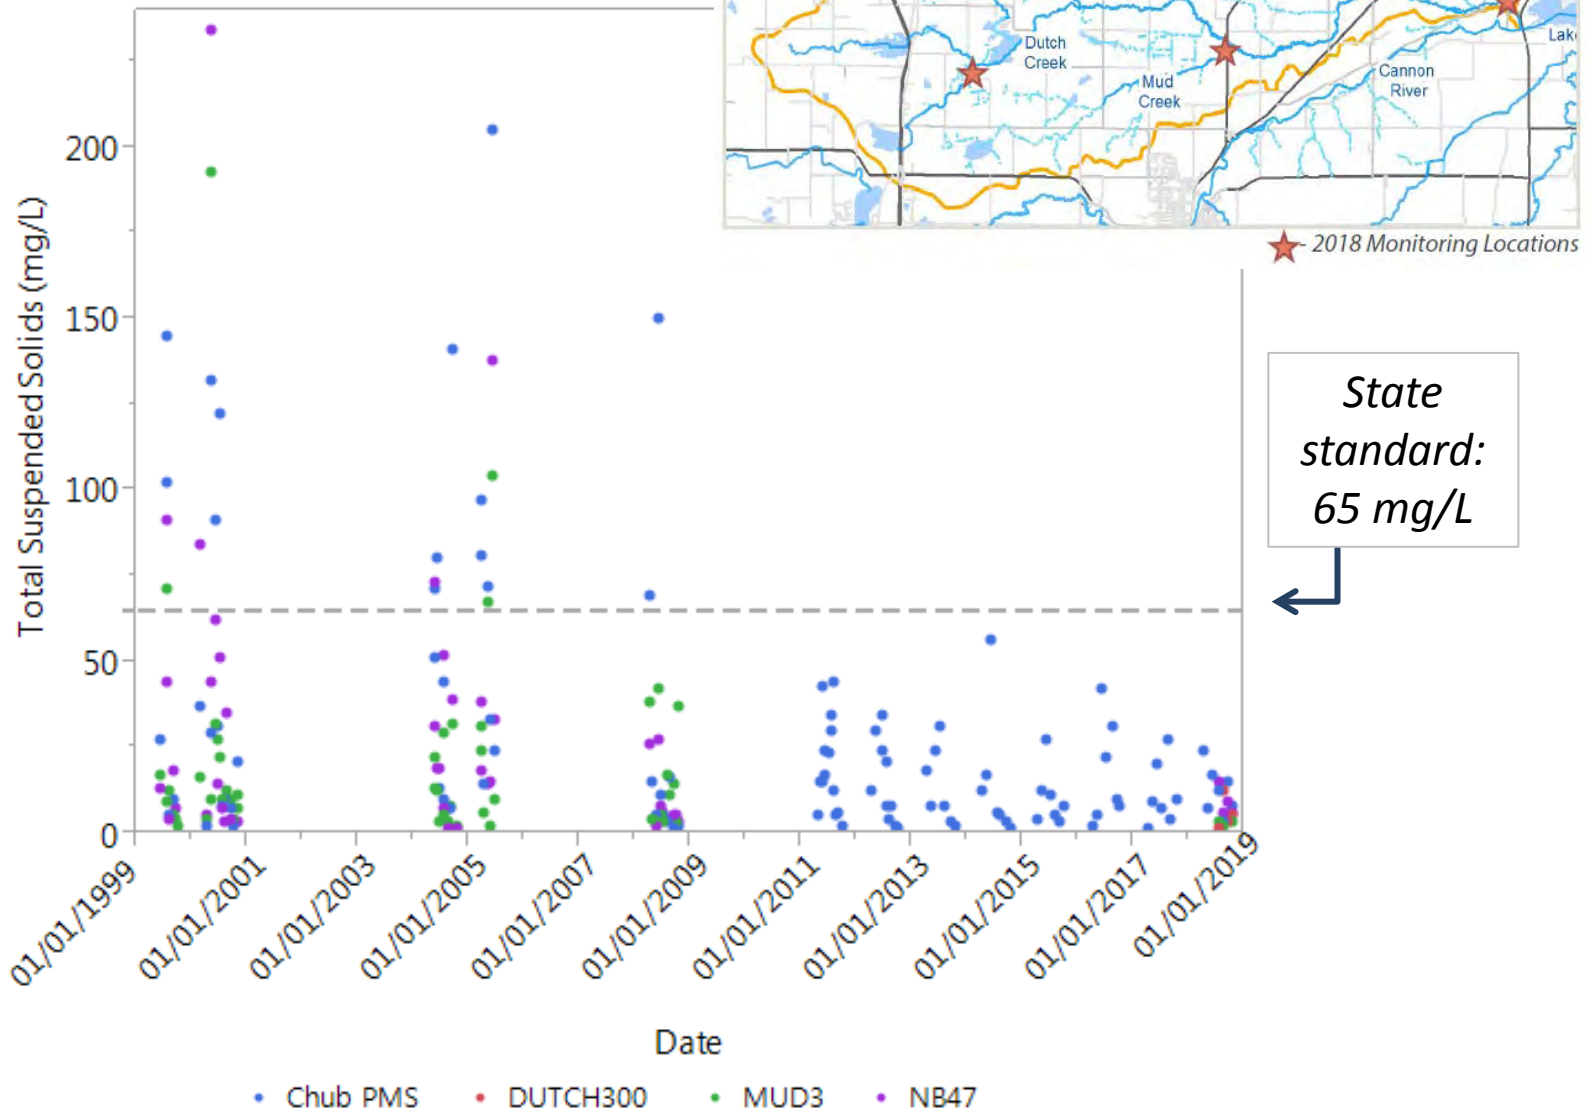 Dutch
Creek
Mud
Creek
Cannon
River
Lake
- 2018 Monitoring Locations
Total Suspended Solids (mg/L)
200
150
100
50
0
State
standard:
65 mg/L
01/01/1999
01/01/2001
01/01/2003
01/01/2005
01/01/2007
01/01/2009
01/01/2011
01/01/2013
01/01/2015
01/01/2017
01/01/2019
Date
Chub PMS
DUTCH300
MUD3
NB47